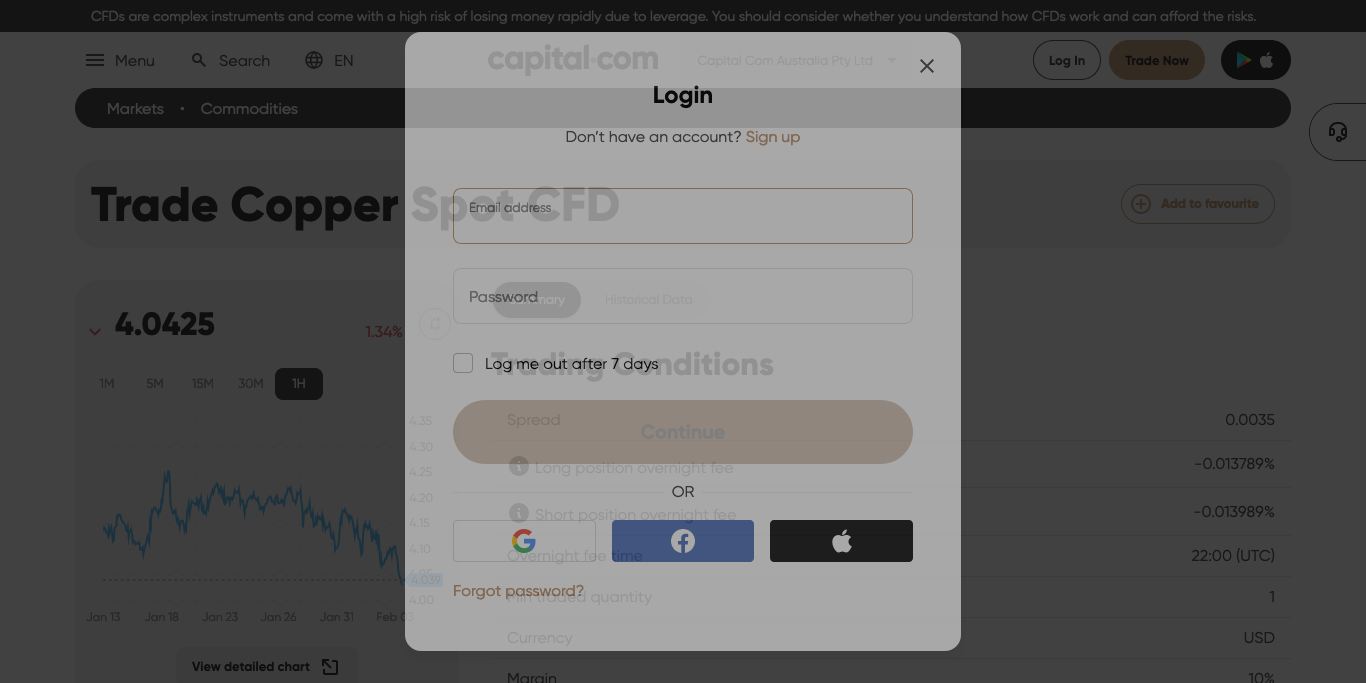 CFDs are complex instruments and come with a high risk of losing money rapidly due to leverage. You should consider whether you understand how CFDs work and can afford the risks.
Menu Search EN capital.com Capital Com Australia Pty Ltd Log In Trade Now
Markets • Commodities
Login
Don't have an account? Sign up
Trade Copper Spot CFD
Add to favourite
Email address
Password
Historical Data
4.0425 1.34%
Log me out after 7 days
Trading Conditions
1M 5M 15M 30M 1H
Continue
Spread 0.0035
Long position overnight fee -0.013789%
OR
Short position overnight fee -0.013989%
Overnight fee time 22:00 (UTC)
Forgot password?
Min traded quantity 1
Currency USD
Margin 10%
4.35
4.30
4.25
4.20
4.15
4.10
4.039
4.00
Jan 13 Jan 18 Jan 23 Jan 26 Jan 31 Feb 03
View detailed chart